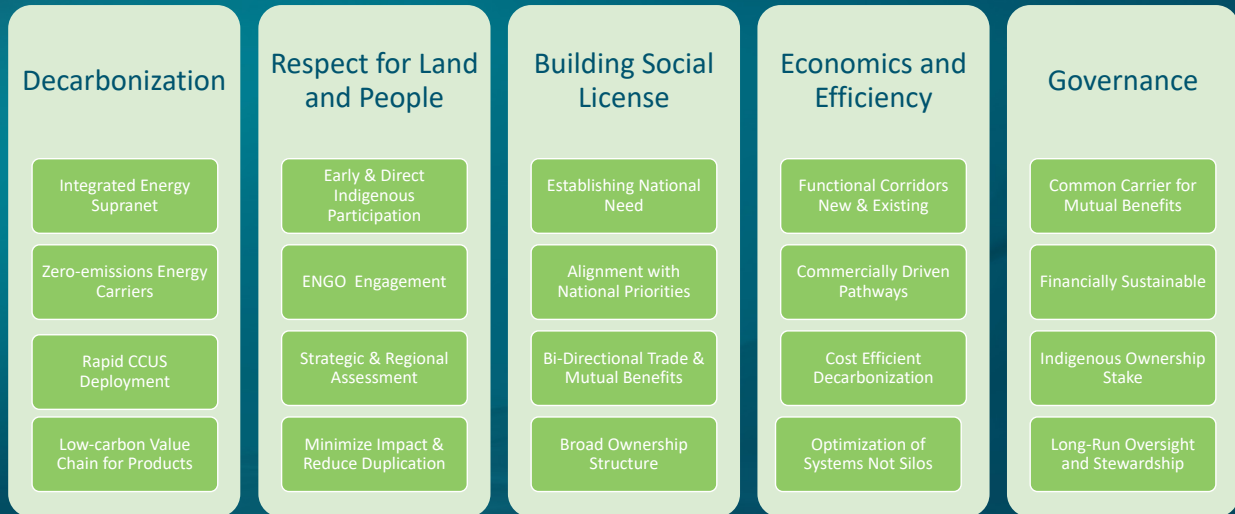 Decarbonization
Integrated Energy
Supranet
Zero-emissions Energy
Carriers
Rapid CCUS
Deployment
Low-carbon Value
Chain for Products
Respect for Land
and People
Early & Direct
Indigenous
Participation
ENGO Engagement
Strategic & Regional
Assessment
Minimize Impact &
Reduce Duplication
Building Social
License
Establishing National
Need
Alignment with
National Priorities
Bi-Directional Trade &
Mutual Benefits
Broad Ownership
Structure
Economics and
Efficiency
Functional Corridors
New & Existing
Commercially Driven
Pathways
Cost Efficient
Decarbonization
Optimization of
Systems Not Silos
Governance
Common Carrier for
Mutual Benefits
Financially Sustainable
Indigenous Ownership
Stake
Long-Run Oversight
and Stewardship